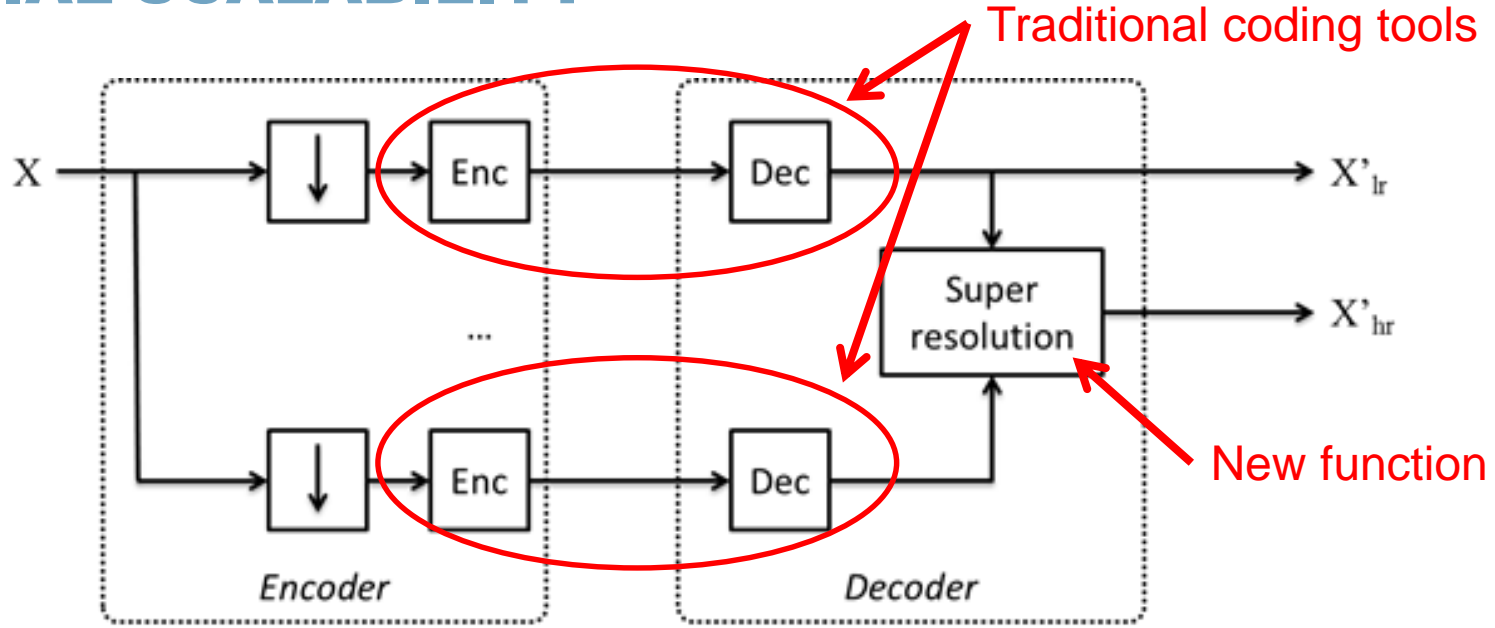 Traditional coding tools
X
↓
Enc
Dec
X'lr
Super
resolution
X'hr
...
New function
↓
Enc
Dec
Encoder
Decoder